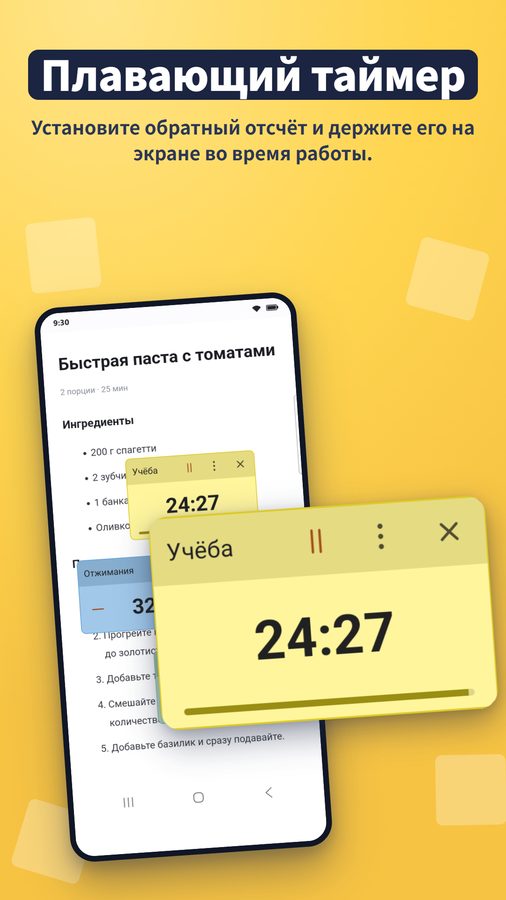 Плавающий таймер
Установите обратный отсчёт и держите его на
экране во время работы.
9:30
Быстрая паста с томатами
2 порции · 25 мин
Ингредиенты
• 200 г спагетти
• 2
Учёба
24:27
• 1 банка
• Оливко
Учёба
24:27
Отжимания
32
2. Прогрейте
до золотис
3. Добавьте
4. Смешайте
количеств
5. Добавьте базилик и сразу подавайте.